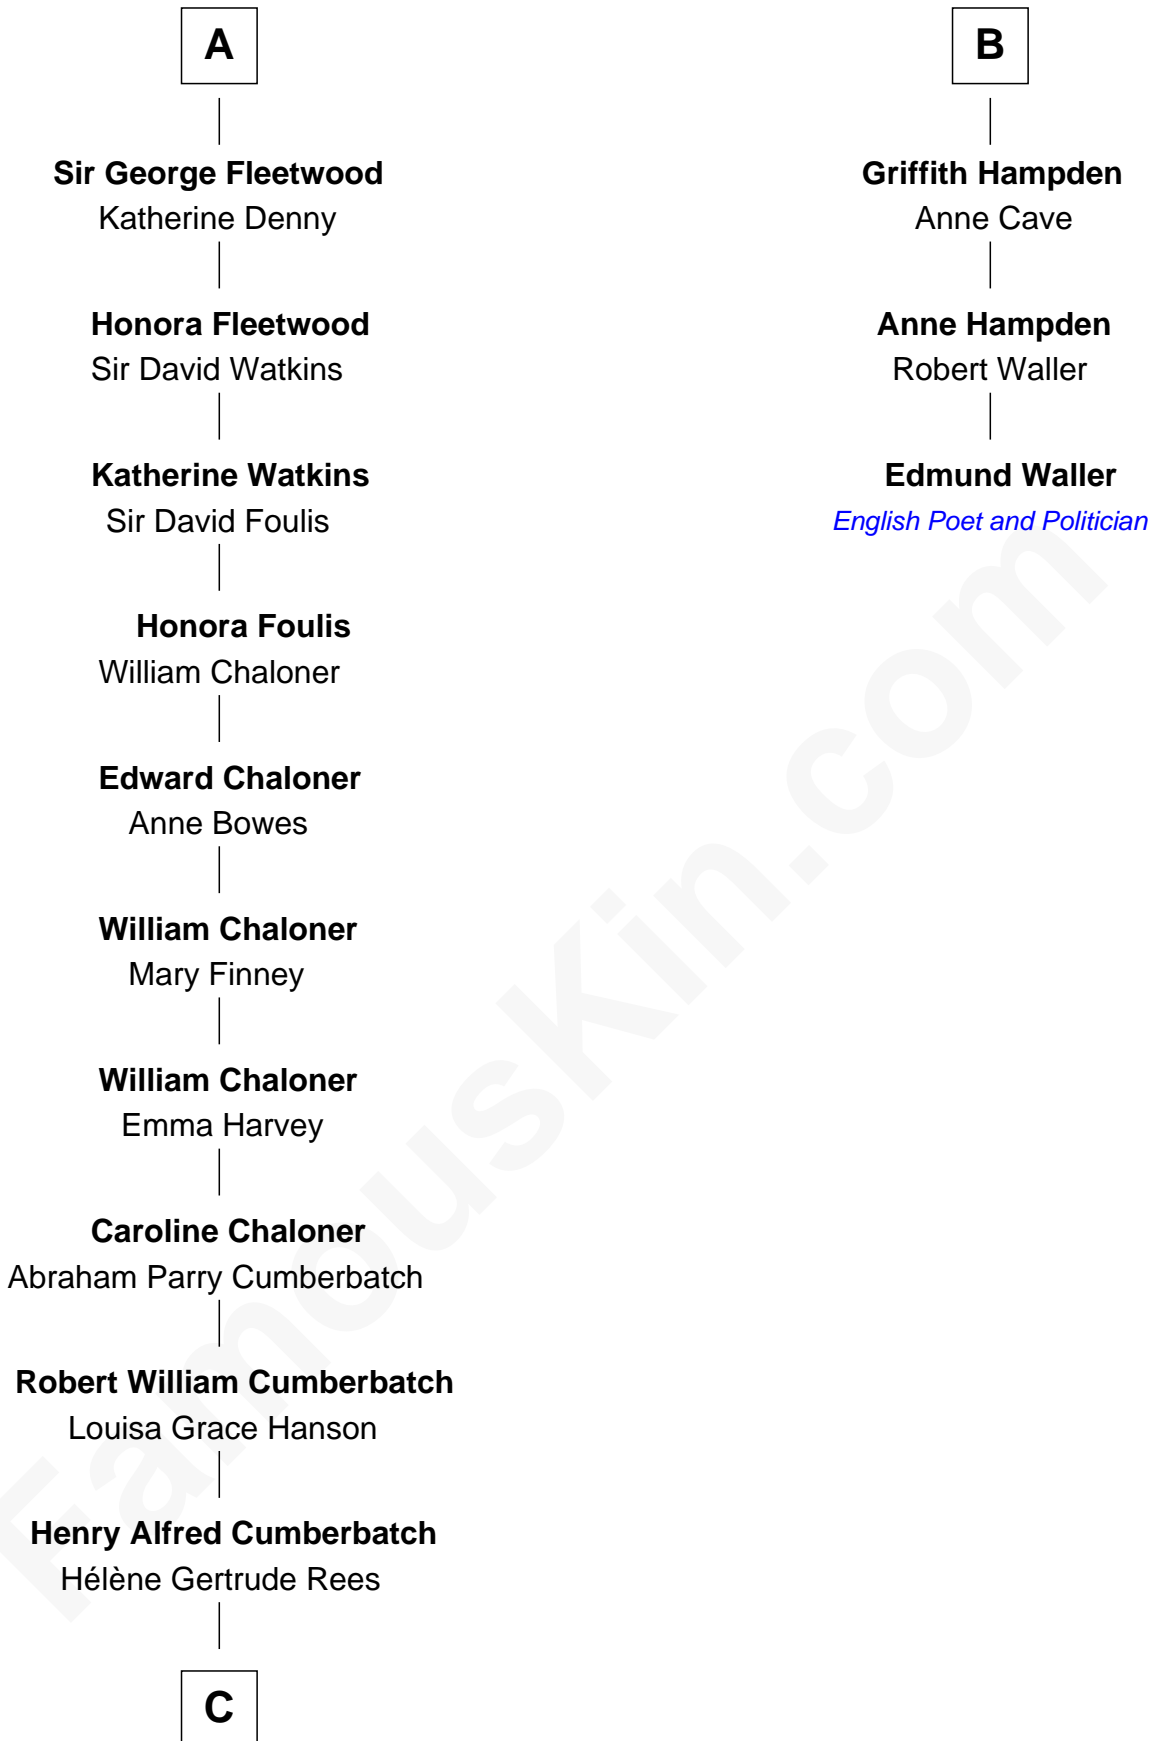 A
Sir George Fleetwood
Katherine Denny
Honora Fleetwood
Sir David Watkins
Katherine Watkins
Sir David Foulis
Honora Foulis
William Chaloner
Edward Chaloner
Anne Bowes
William Chaloner
Mary Finney
William Chaloner
Emma Harvey
Caroline Chaloner
Abraham Parry Cumberbatch
Robert William Cumberbatch
Louisa Grace Hanson
Henry Alfred Cumberbatch
Hélène Gertrude Rees
C
B
Griffith Hampden
Anne Cave
Anne Hampden
Robert Waller
Edmund Waller
English Poet and Politician
FamousKin.com